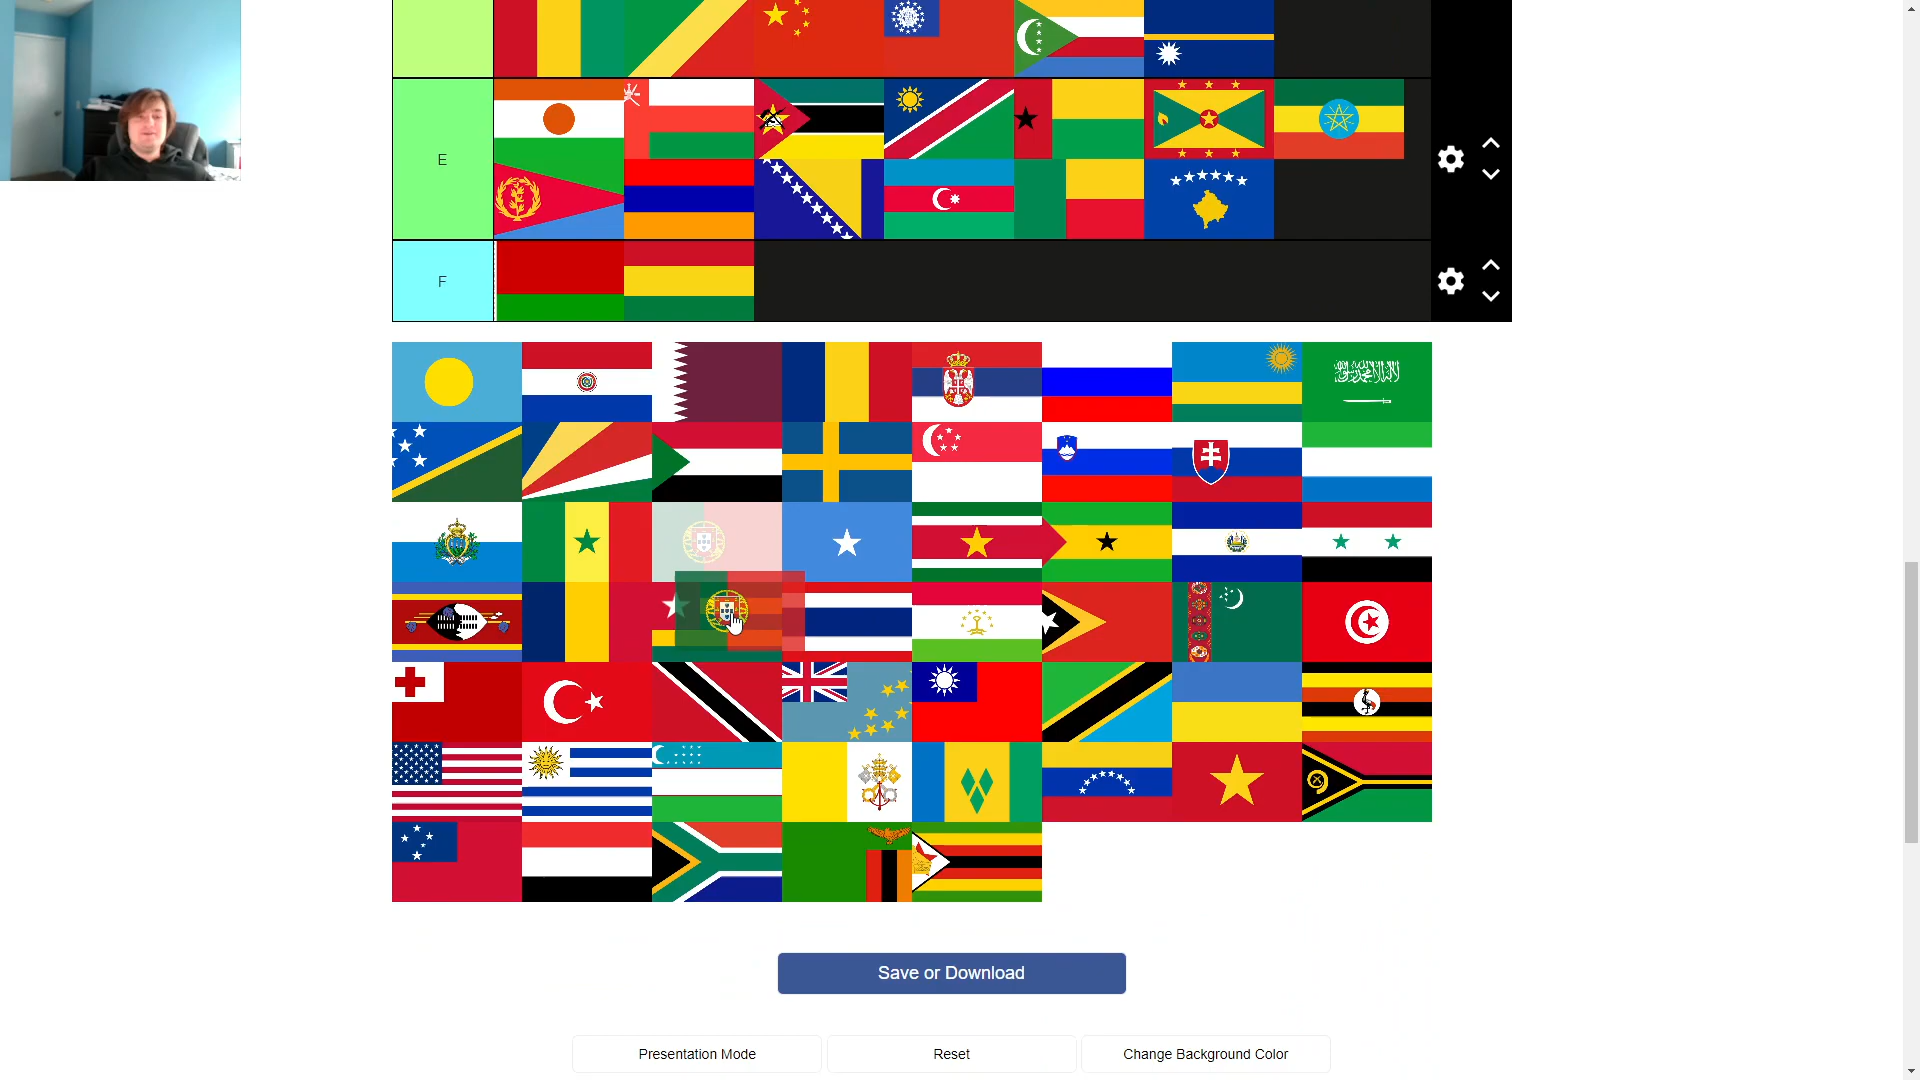 E
F
Save or Download
Presentation Mode
Reset
Change Background Color